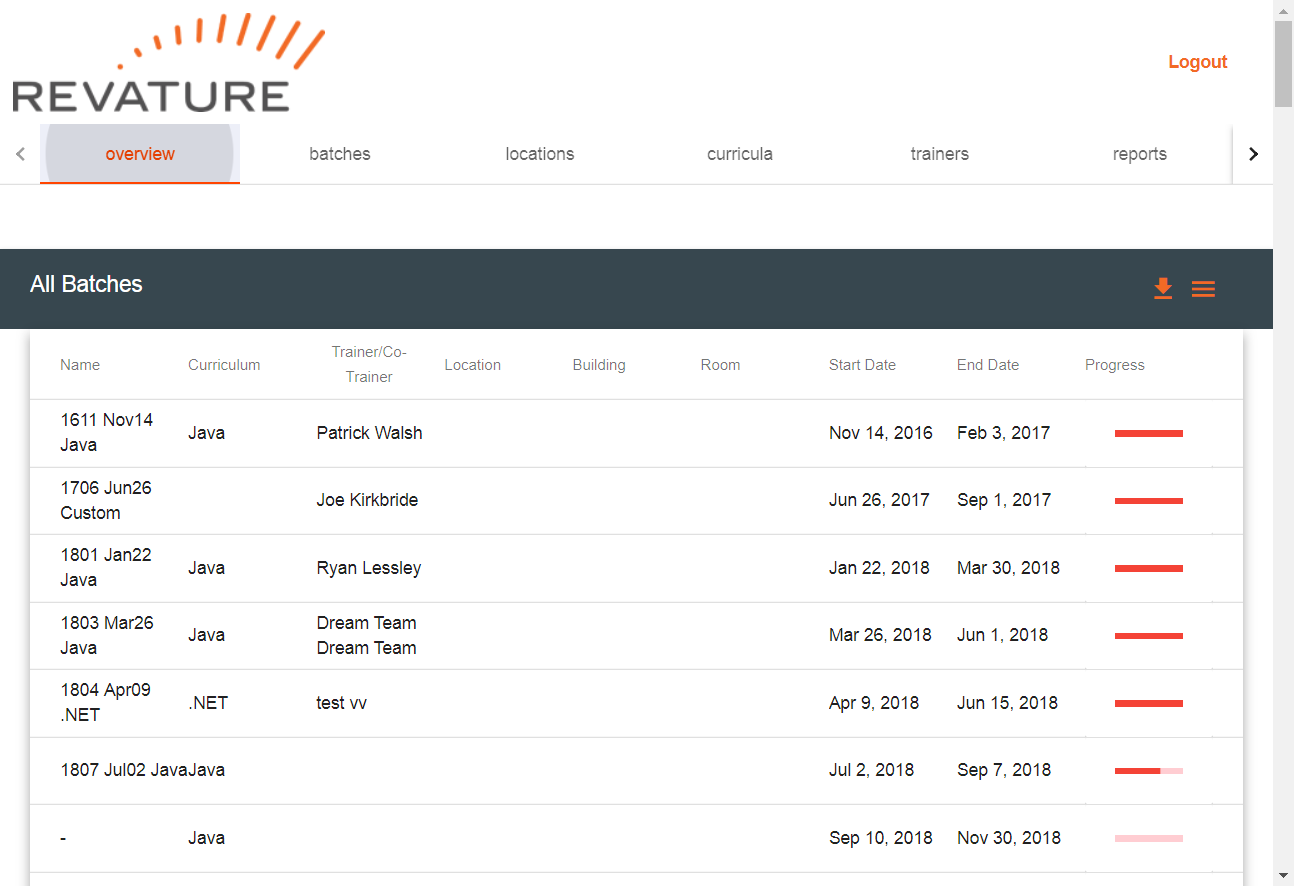 REVATURE
Logout
overview batches locations curricula trainers reports
All Batches
Name Curriculum Trainer/Co-Trainer Location Building Room Start Date End Date Progress
1611 Nov14 Java Java Patrick Walsh Nov 14, 2016 Feb 3, 2017
1706 Jun26 Custom Joe Kirkbride Jun 26, 2017 Sep 1, 2017
1801 Jan22 Java Java Ryan Lessley Jan 22, 2018 Mar 30, 2018
1803 Mar26 Java Java Dream Team Dream Team Mar 26, 2018 Jun 1, 2018
1804 Apr09 .NET .NET test vv Apr 9, 2018 Jun 15, 2018
1807 Jul02 Java Java Jul 2, 2018 Sep 7, 2018
- Java Sep 10, 2018 Nov 30, 2018